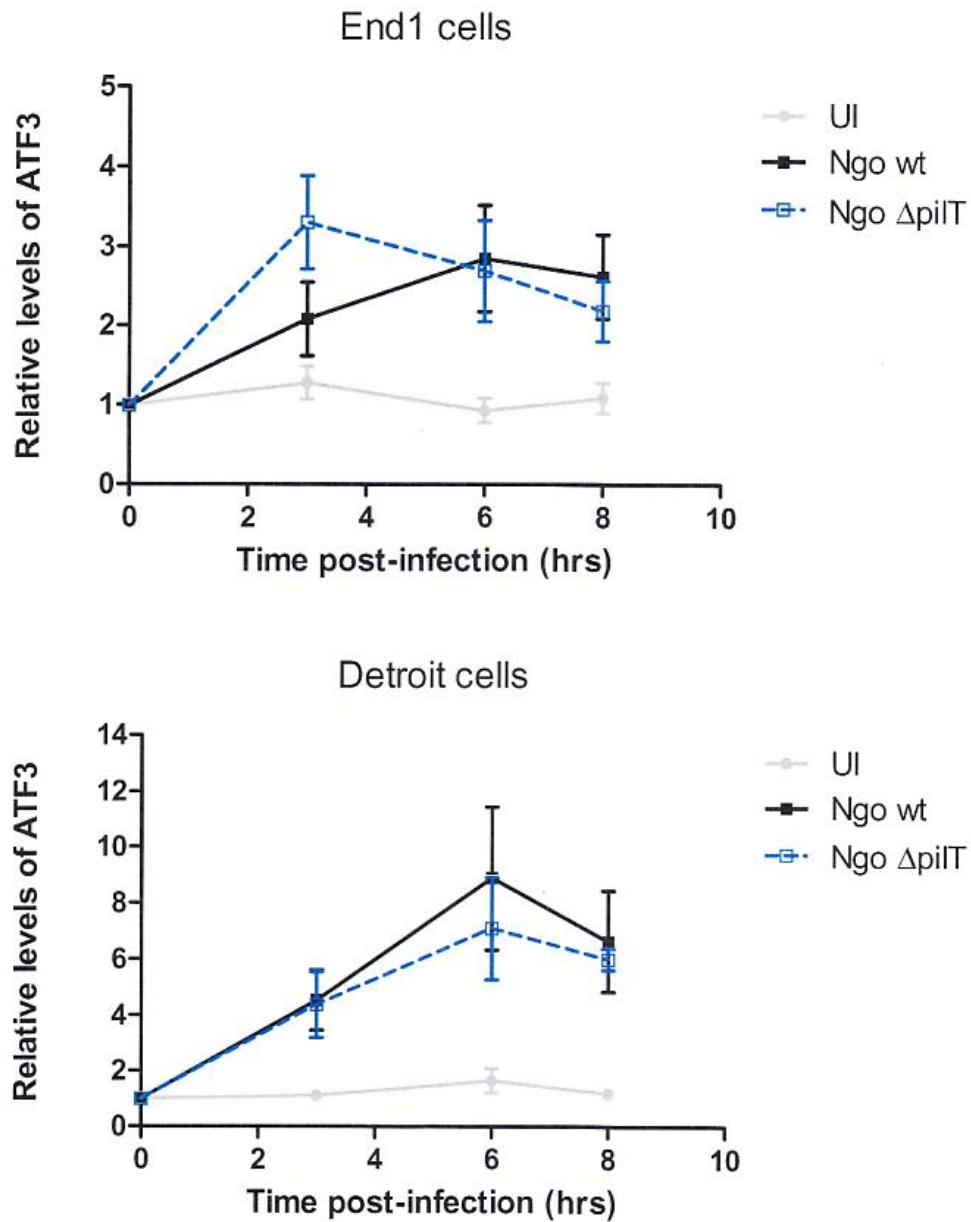 End1 cells
Relative levels of ATF3
5
4
3
2
1
0
0 2 4 6 8 10
Time post-infection (hrs)
UI
Ngo wt
Ngo ΔpilT
Detroit cells
Relative levels of ATF3
14
12
10
8
6
4
2
0
0 2 4 6 8 10
Time post-infection (hrs)
UI
Ngo wt
Ngo ΔpilT